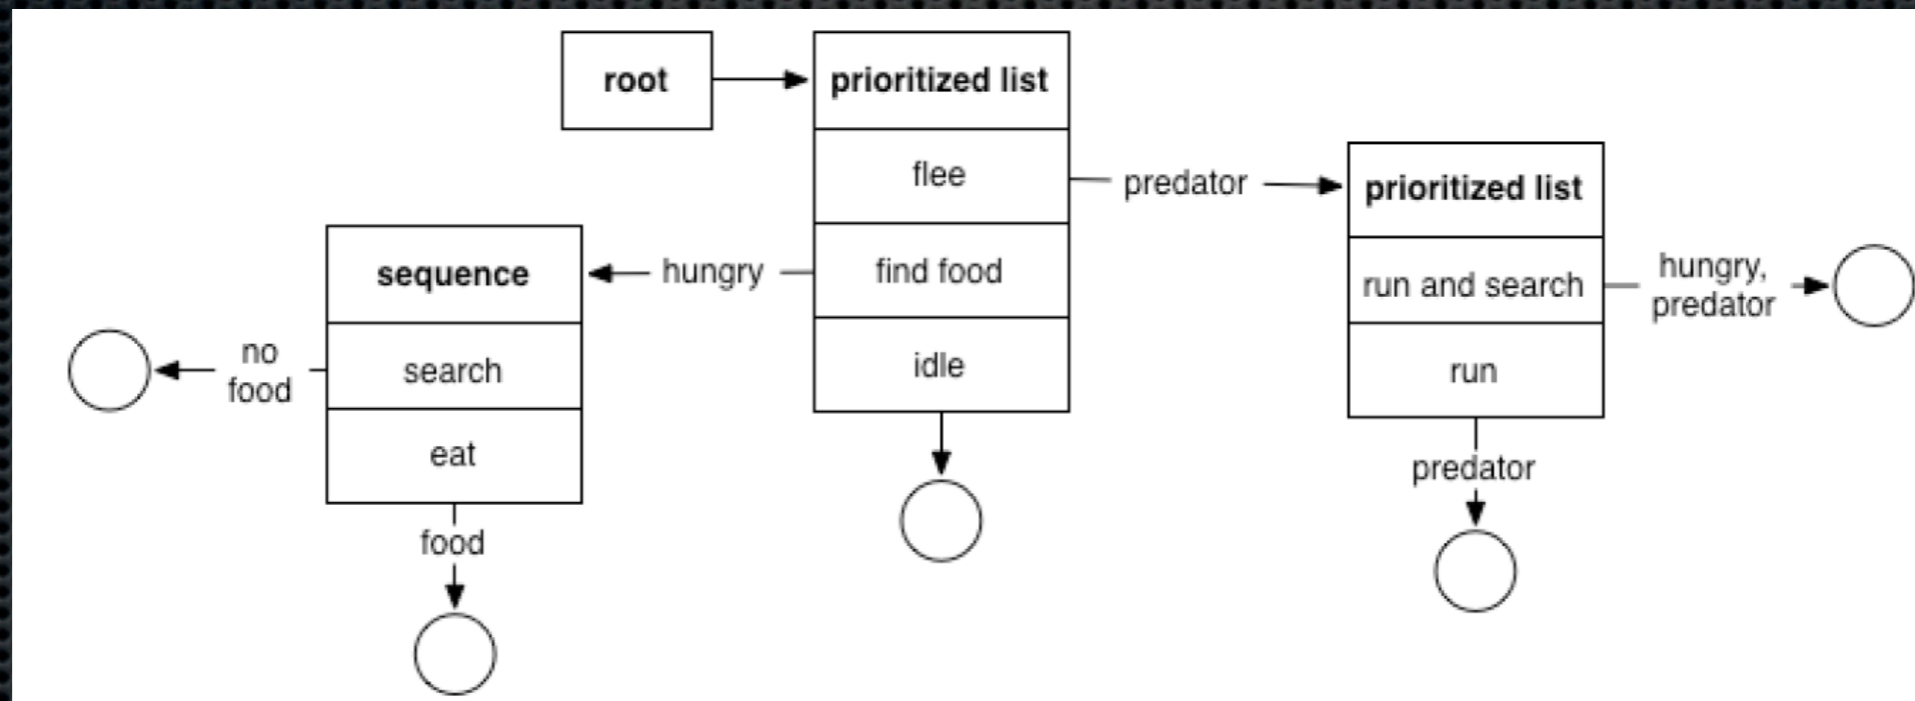 root
prioritized list
flee
predator
prioritized list
find food
hungry
sequence
run and search
hungry,
predator
idle
search
no
food
run
eat
predator
food